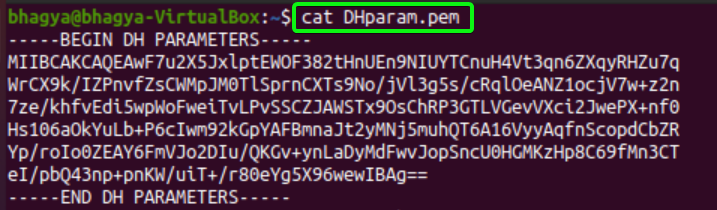 bhagya@bhagya-VirtualBox:~$ cat DHparam.pem
-----BEGIN DH PARAMETERS-----
MIIBCAKCAQEAwF7u2X5JxlptEWOF382tHnUEn9NIUYTCnuH4Vt3qn6ZXqyRHZu7q
WrCX9k/IZPnvfZsCWMpJM0TlSprnCXTs9No/jVl3g5s/cRqlOeANZ1ocjV7w+z2n
7ze/khfvEdi5wpWoFweiTvLPvSSCZJAWSTx9OsChRP3GTLVGevVXci2JwePX+nf0
Hs106aOkYuLb+P6cIwm92kGpYAFBmnaJt2yMNj5muhQT6A16VyyAqfnScopdCbZR
Yp/roIo0ZEAY6FmVJo2DIu/QKGv+ynLaDyMdFwvJopSncU0HGMKzHp8C69fMn3CT
eI/pbQ43np+pnKW/uiT+/r80eYg5X96wewIBAg==
-----END DH PARAMETERS-----